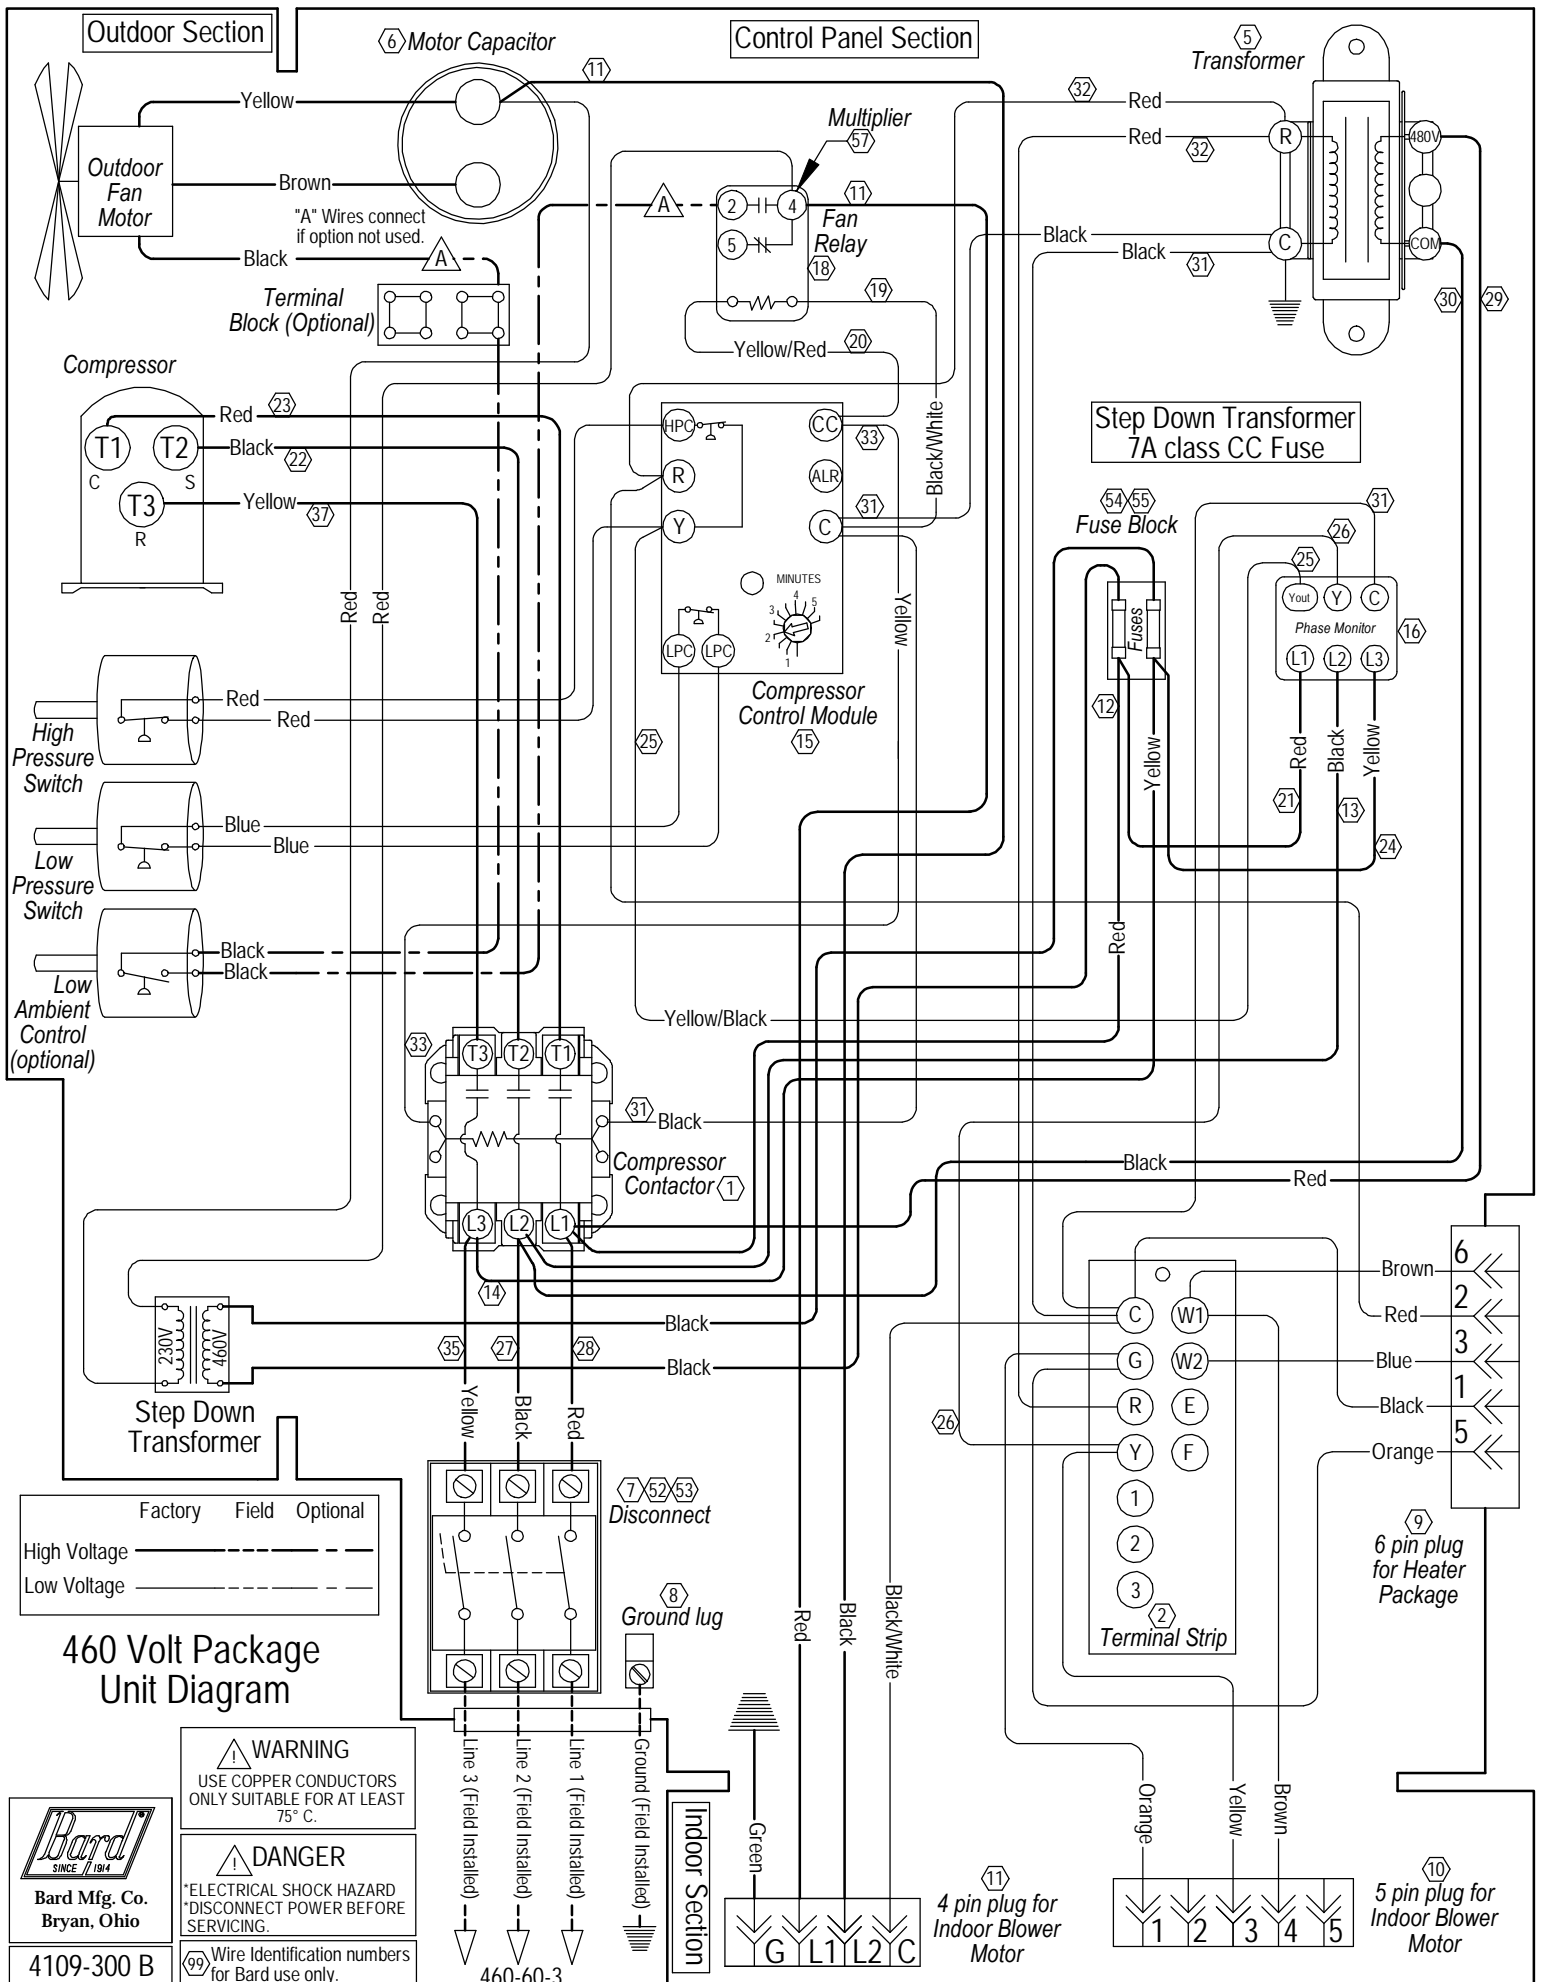 Outdoor Section
6 Motor Capacitor
Control Panel Section
5
Transformer
11
32
Red
Yellow
Multiplier
57
Red
32
R
480V
Outdoor
Fan
Motor
Brown
"A" Wires connect
if option not used.
A
2
4
11
Fan
Relay
5
18
Black
Black
31
C
COM
Black
A
Terminal
Block (Optional)
19
30
29
Yellow/Red
20
Compressor
Red
23
T1
T2
C
S
Black
22
T3
R
Yellow
37
HPC
CC
33
R
ALR
Y
C
31
Black/White
Step Down Transformer
7A class CC Fuse
54
55
Fuse Block
31
26
25
MINUTES
1
2
3
4
5
Fuses
Yout
Y
C
Phase Monitor
16
L1
L2
L3
Red
Red
Yellow
LPC
LPC
Compressor
Control Module
15
25
12
Yellow
Red
Black
Yellow
21
13
24
Red
Red
High
Pressure
Switch
Blue
Blue
Low
Pressure
Switch
Black
Black
Low
Ambient
Control
(optional)
Red
Yellow/Black
33
T3
T2
T1
31
Black
Compressor
Contactor 1
Black
Red
L3
L2
L1
14
230V
460V
Step Down
Transformer
Black
Black
35
27
28
Yellow
Black
Red
C
W1
G
W2
R
E
Y
F
1
2
3
2
Terminal Strip
26
Brown
6
Red
2
Blue
3
Black
1
Orange
5
9
6 pin plug
for Heater
Package
7
52
53
Disconnect
8
Ground lug
Factory Field Optional
High Voltage
Low Voltage
460 Volt Package
Unit Diagram
WARNING
USE COPPER CONDUCTORS
ONLY SUITABLE FOR AT LEAST
75° C.
DANGER
*ELECTRICAL SHOCK HAZARD
*DISCONNECT POWER BEFORE
SERVICING.
99 Wire Identification numbers
for Bard use only.
Bard ®
SINCE 1914
Bard Mfg. Co.
Bryan, Ohio
4109-300 B
Line 3 (Field Installed)
Line 2 (Field Installed)
Line 1 (Field Installed)
Ground (Field Installed)
460-60-3
Indoor Section
Green
Red
Black
Black/White
G
L1
L2
C
11
4 pin plug for
Indoor Blower
Motor
Orange
Yellow
Brown
1
2
3
4
5
10
5 pin plug for
Indoor Blower
Motor